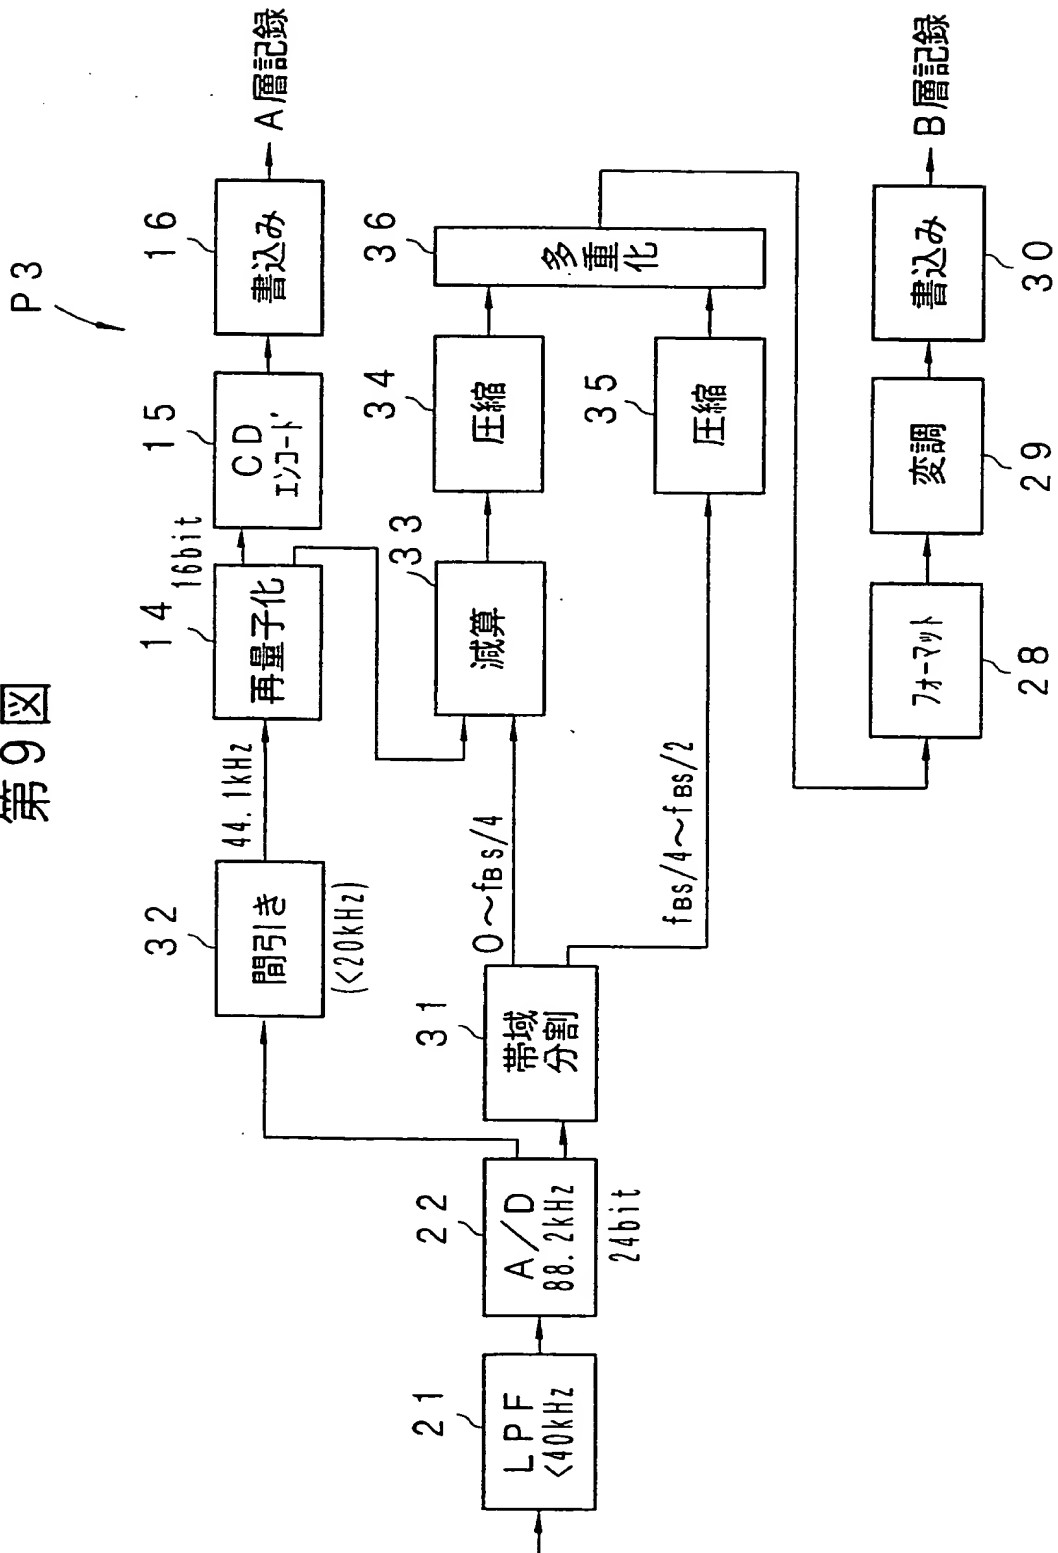 第9図
P3
21
LPF
<40kHz
22
A/D
88.2kHz
24bit
32
間引き
(<20kHz)
44.1kHz
14
再量子化
16bit
15
CD
エンコード
16
書込み
A層記録
31
帯域
分割
0〜fBS/4
fBS/4〜fBS/2
33
減算
34
圧縮
35
圧縮
36
多重化
28
フォーマット
29
変調
30
書込み
B層記録